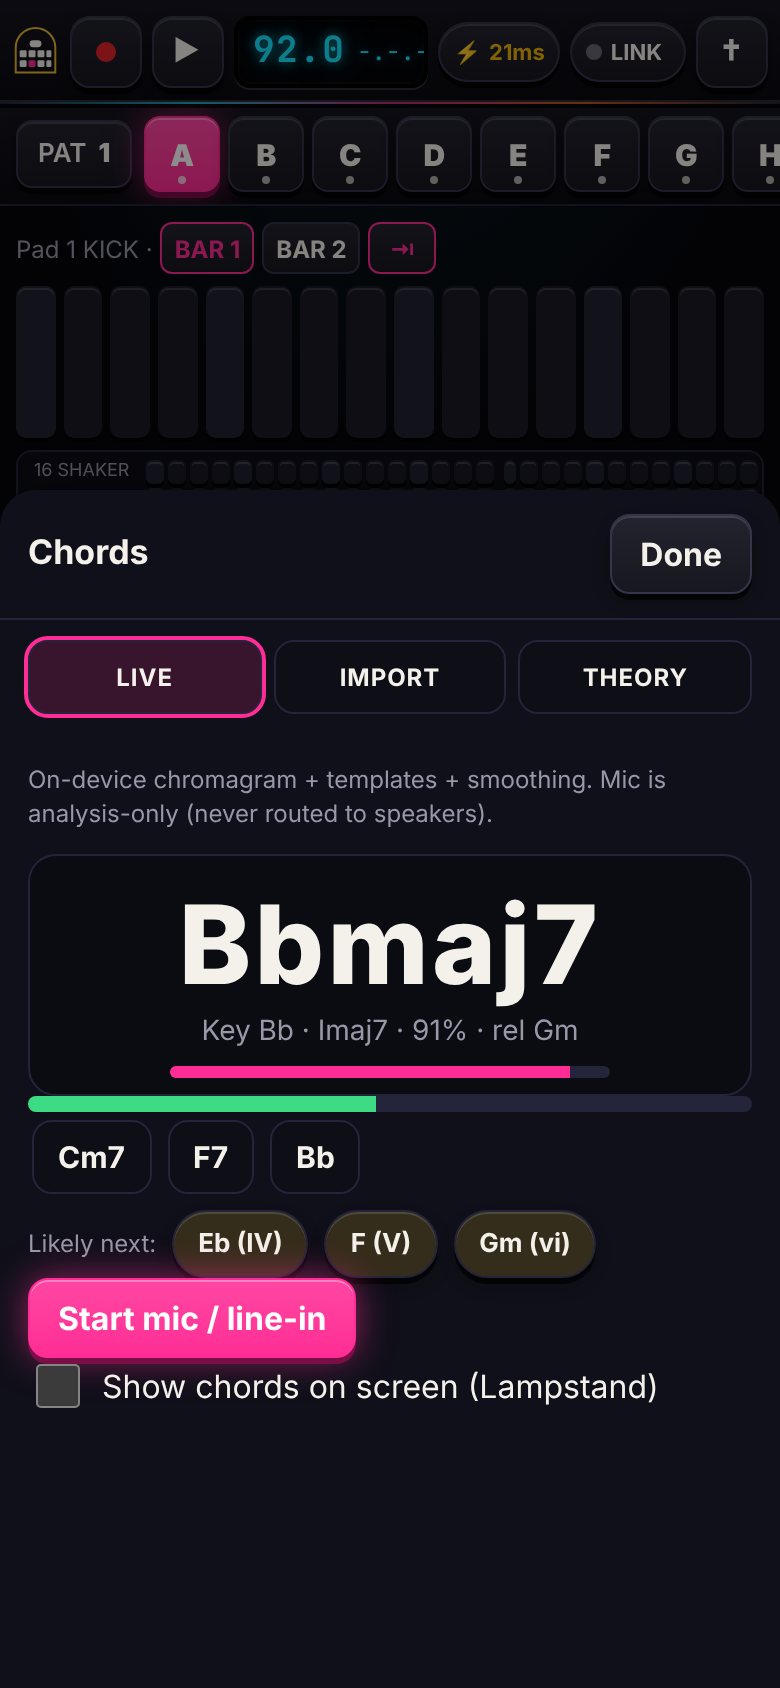 92.0 -.-.-
⚡ 21ms
LINK
PAT 1
A B C D E F G H
Pad 1 KICK · BAR 1 BAR 2
16 SHAKER
Chords
Done
LIVE
IMPORT
THEORY
On-device chromagram + templates + smoothing. Mic is
analysis-only (never routed to speakers).
Bbmaj7
Key Bb · Imaj7 · 91% · rel Gm
Cm7 F7 Bb
Likely next: Eb (IV) F (V) Gm (vi)
Start mic / line-in
Show chords on screen (Lampstand)